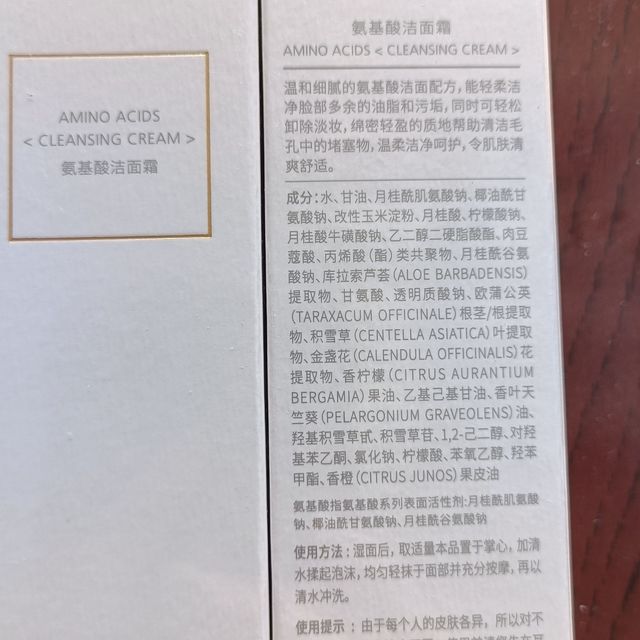 AMINO ACIDS
< CLEANSING CREAM >
氨基酸洁面霜
氨基酸洁面霜
AMINO ACIDS < CLEANSING CREAM >
温和细腻的氨基酸洁面配方，能轻柔洁
净脸部多余的油脂和污垢，同时可轻松
卸除淡妆，绵密轻盈的质地帮助清洁毛
孔中的堵塞物，温柔洁净呵护，令肌肤清
爽舒适。
成分：水、甘油、月桂酰肌氨酸钠、椰油酰甘
氨酸钠、改性玉米淀粉、月桂酸、柠檬酸钠、
月桂酸牛磺酸钠、乙二醇二硬脂酸酯、肉豆
蔻酸、丙烯酸（酯）类共聚物、月桂酰谷氨
酸钠、库拉索芦荟（ALOE BARBADENSIS）
提取物、甘氨酸、透明质酸钠、欧蒲公英
（TARAXACUM OFFICINALE）根茎/根提取
物、积雪草（CENTELLA ASIATICA）叶提取
物、金盏花（CALENDULA OFFICINALIS）花
提取物、香柠檬（CITRUS AURANTIUM
BERGAMIA）果油、乙基己基甘油、香叶天
竺葵（PELARGONIUM GRAVEOLENS）油、
羟基积雪草甙、积雪草苷、1,2-己二醇、对羟
基苯乙酮、氯化钠、柠檬酸、苯氧乙醇、羟苯
甲酯、香橙（CITRUS JUNOS）果皮油
氨基酸指氨基酸系列表面活性剂：月桂酰肌氨酸
钠、椰油酰甘氨酸钠、月桂酰谷氨酸钠
使用方法：湿面后，取适量本品置于掌心，加清
水揉起泡沫，均匀轻抹于面部并充分按摩，再以
清水冲洗。
使用提示：由于每个人的皮肤各异，所以对不